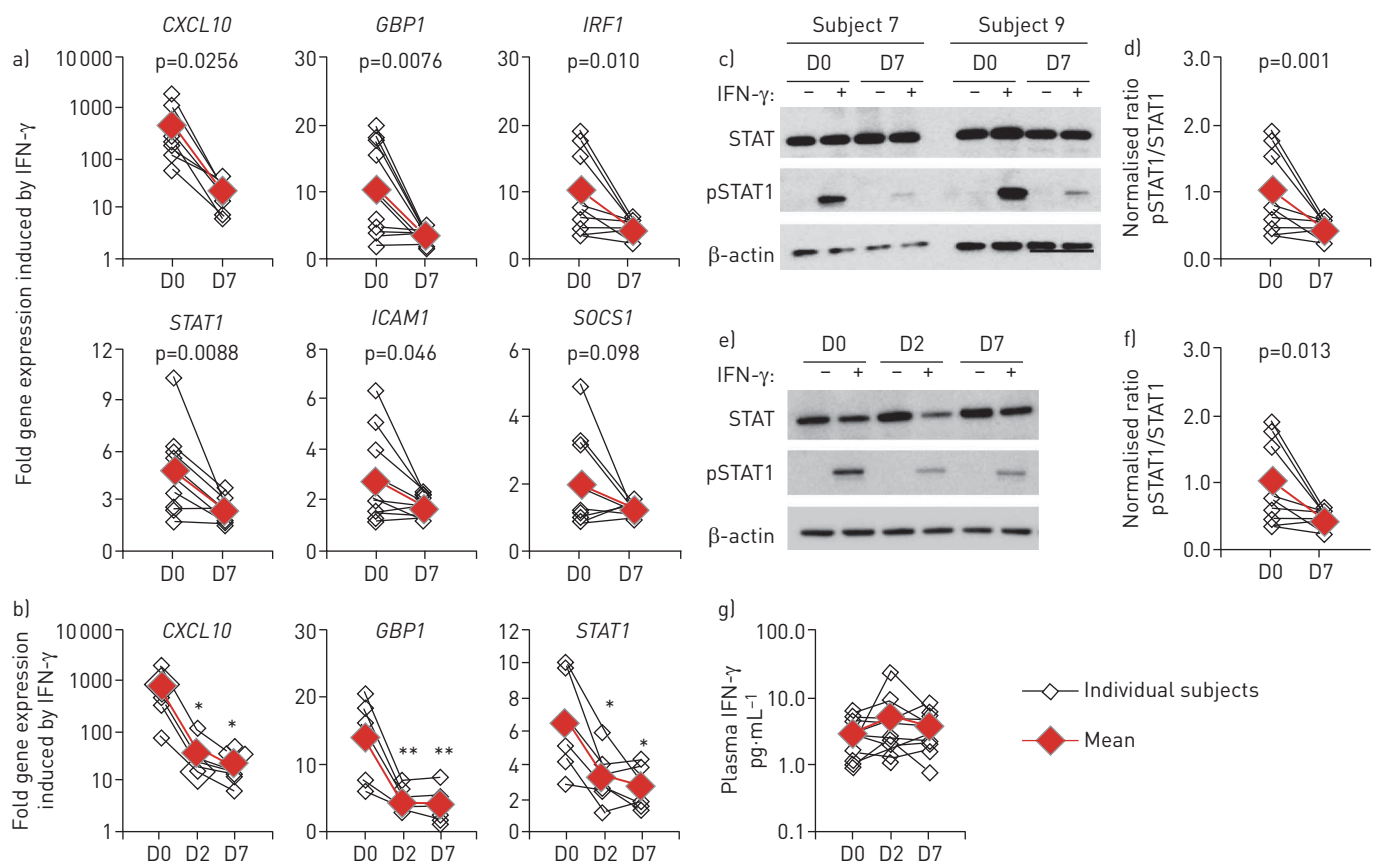 a)
Fold gene expression induced by IFN-γ
CXCL10
p=0.0256
10 000
1000
100
10
1
D0 D7
GBP1
p=0.0076
30
20
10
0
D0 D7
IRF1
p=0.010
30
20
10
0
D0 D7
STAT1
p=0.0088
12
9
6
3
0
D0 D7
ICAM1
p=0.046
8
6
4
2
0
D0 D7
SOCS1
p=0.098
6
4
2
0
D0 D7
b)
Fold gene expression
induced by IFN-γ
CXCL10
10 000
1000
100
10
1
* *
D0 D2 D7
GBP1
30
20
10
0
** **
D0 D2 D7
STAT1
12
10
8
6
4
2
0
*
*
D0 D2 D7
c)
Subject 7 Subject 9
D0 D7 D0 D7
IFN-γ: – + – + – + – +
STAT
pSTAT1
β-actin
d)
Normalised ratio
pSTAT1/STAT1
p=0.001
3.0
2.0
1.0
0.0
D0 D7
e)
D0 D2 D7
IFN-γ: – + – + – +
STAT
pSTAT1
β-actin
f)
Normalised ratio
pSTAT1/STAT1
p=0.013
3.0
2.0
1.0
0.0
D0 D7
g)
Plasma IFN-γ
pg·mL⁻¹
100.0
10.0
1.0
0.1
D0 D2 D7
Individual subjects
Mean